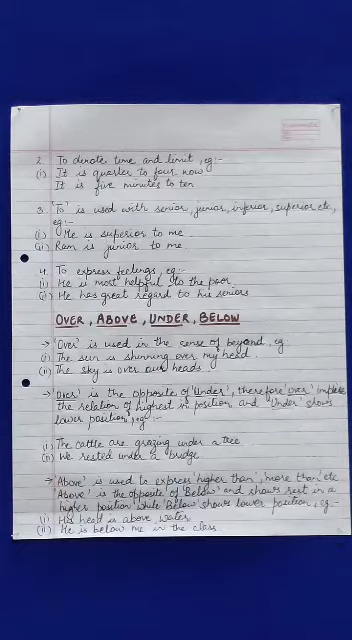 2. To denote time and limit, eg:-
(i) It is quarter to four now
It is five minutes to ten
3. 'To' is used with senior, junior, inferior, superior etc,
eg:-
(i) He is superior to me
(ii) Ram is junior to me
4. To express feelings, eg:-
(i) He is most helpful to the poor
(ii) He has great regard to his seniors
OVER, ABOVE, UNDER, BELOW
→ 'Over' is used in the sense of beyond, eg:
(i) The sun is shinning over my head.
(ii) The sky is over our heads.
→ 'Over' is the opposite of 'Under', therefore 'over' implies
the relation of highest in position and 'Under' shows
lower position, eg:-
(i) The cattle are grazing under a tree
(ii) We rested under a bridge
→ 'Above' is used to express 'higher than', 'more than' etc
'Above' is the opposite of 'Below' and shows rest in a
higher position while 'Below' shows lower position, eg:-
(i) His head is above water
(ii) He is below me in the class